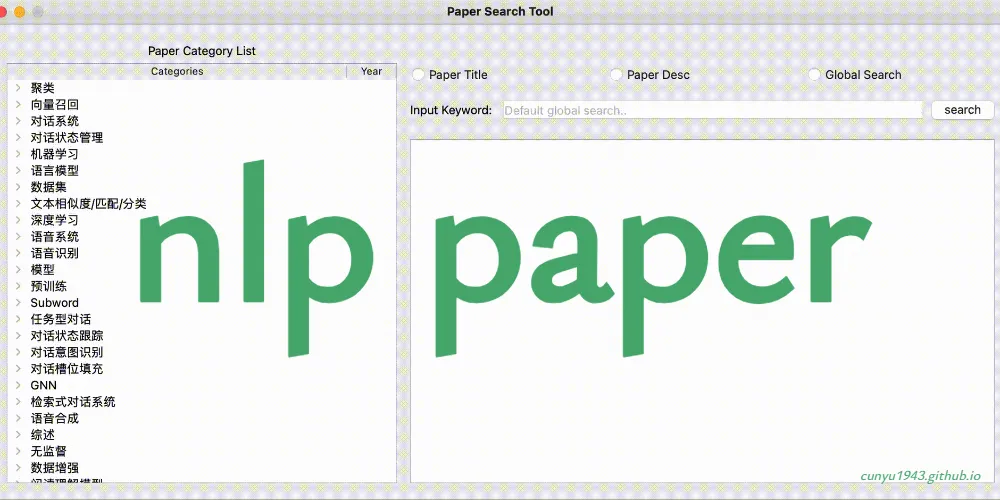 Paper Search Tool
Paper Category List
Categories Year
聚类
向量召回
对话系统
对话状态管理
机器学习
语言模型
数据集
文本相似度/匹配/分类
深度学习
语音系统
语音识别
模型
预训练
Subword
任务型对话
对话状态跟踪
对话意图识别
对话槽位填充
GNN
检索式对话系统
语音合成
综述
无监督
数据增强
阅读理解模型
Paper Title Paper Desc Global Search
Input Keyword: Default global search.. search
nlp paper
cunyu1943.github.io